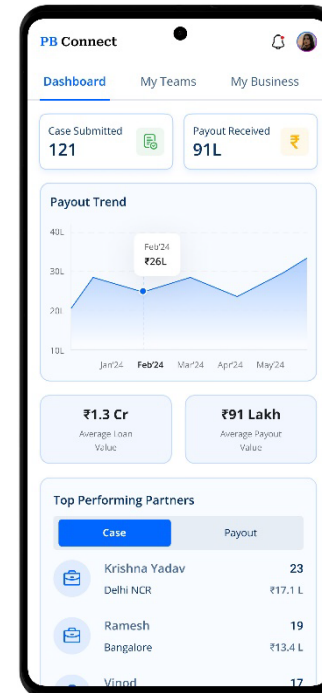 PB Connect
Dashboard My Teams My Business
Case Submitted
121
Payout Received
91L
₹
Payout Trend
40L
30L
20L
10L
Feb'24
₹26L
Jan'24 Feb'24 Mar'24 Apr'24 May'24
₹1.3 Cr
Average Loan
Value
₹91 Lakh
Average Payout
Value
Top Performing Partners
Case Payout
Krishna Yadav 23
Delhi NCR ₹17.1 L
Ramesh 19
Bangalore ₹13.4 L
Vinod 17